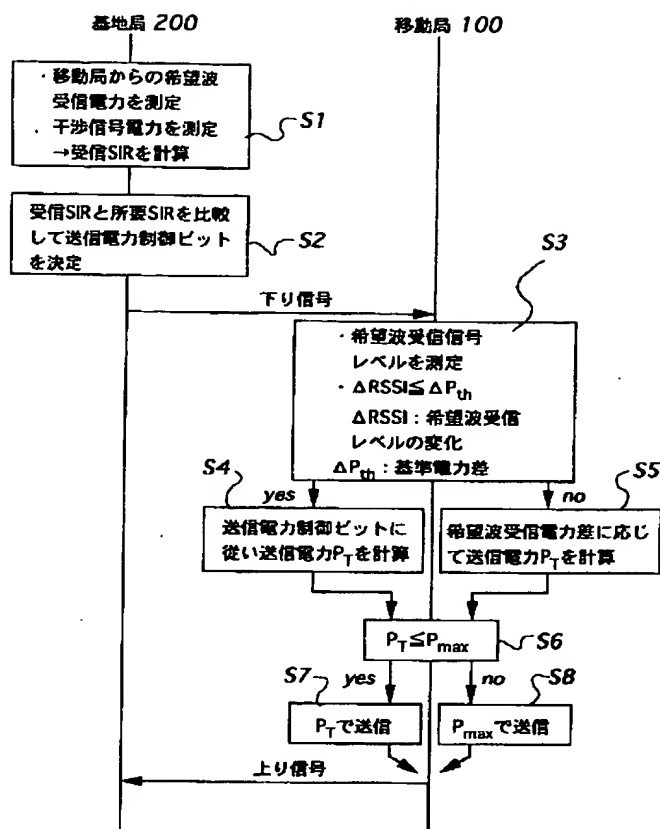 基地局 200
移動局 100
・移動局からの希望波
受信電力を測定
. 干渉信号電力を測定
→受信SIRを計算
S1
受信SIRと所要SIRを比較
して送信電力制御ビット
を決定
S2
下り信号
S3
・希望波受信信号
レベルを測定
・ΔRSSI≦ΔPth
ΔRSSI：希望波受信
レベルの変化
ΔPth：基準電力差
S4
yes
no
S5
送信電力制御ビットに
従い送信電力PTを計算
希望波受信電力差に応じ
て送信電力PTを計算
PT≦Pmax
S6
S7
yes
no
S8
PTで送信
Pmaxで送信
上り信号